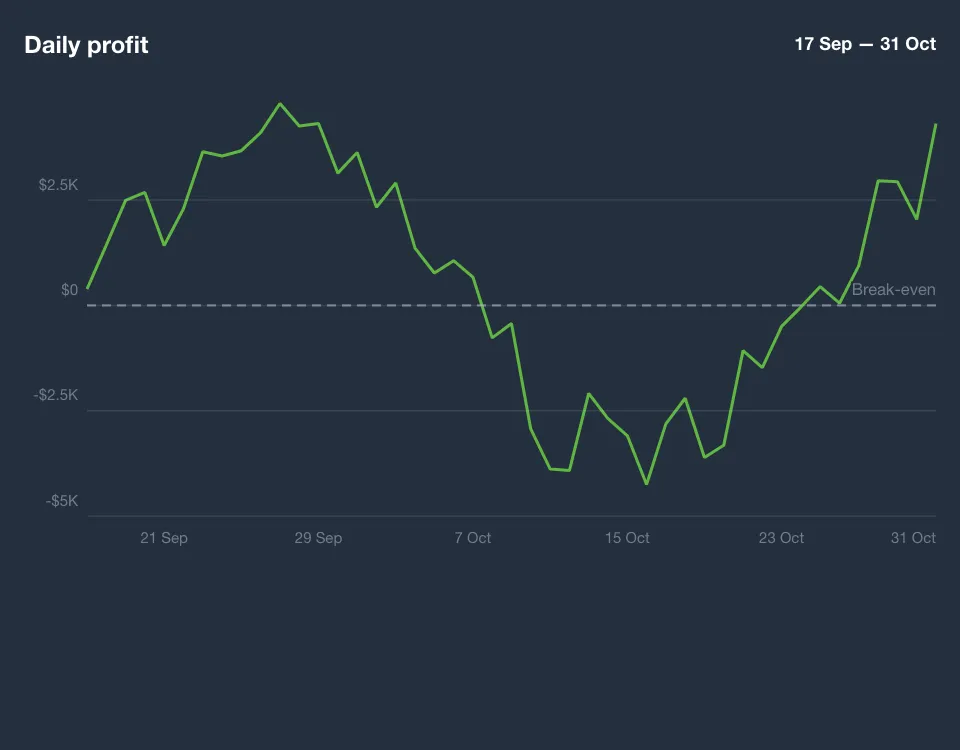 Daily profit
17 Sep — 31 Oct
$2.5K
$0
Break-even
-$2.5K
-$5K
21 Sep
29 Sep
7 Oct
15 Oct
23 Oct
31 Oct